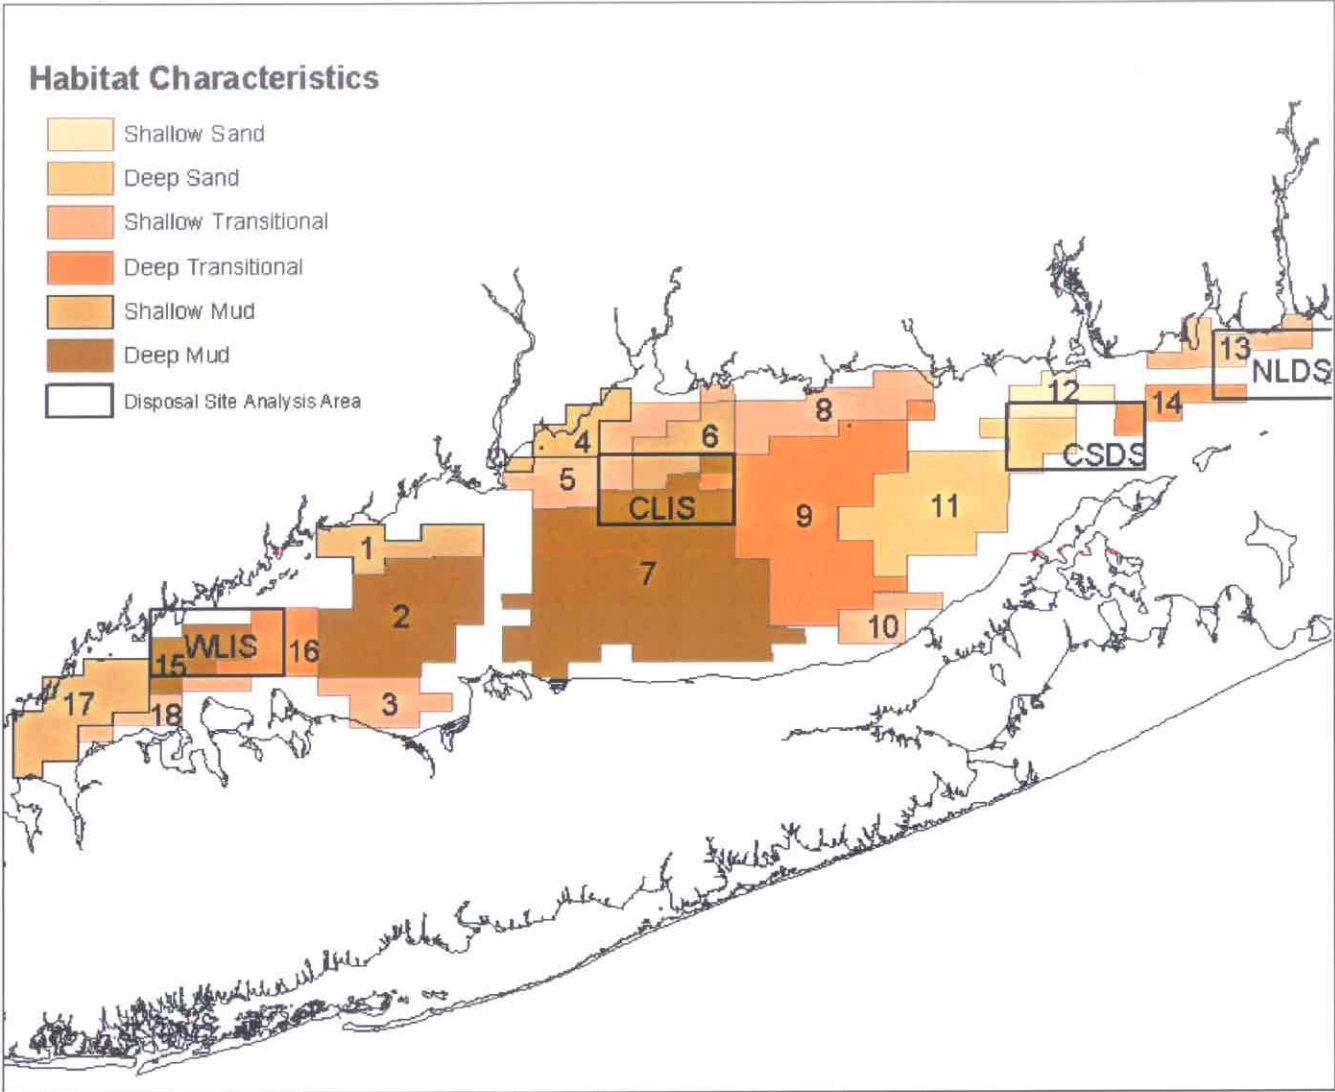 Habitat Characteristics
Shallow Sand
Deep Sand
Shallow Transitional
Deep Transitional
Shallow Mud
Deep Mud
Disposal Site Analysis Area
13
NLDS
12
14
8
4
6
CSDS
5
CLIS
9
11
1
7
2
10
WLIS
16
15
3
17
18